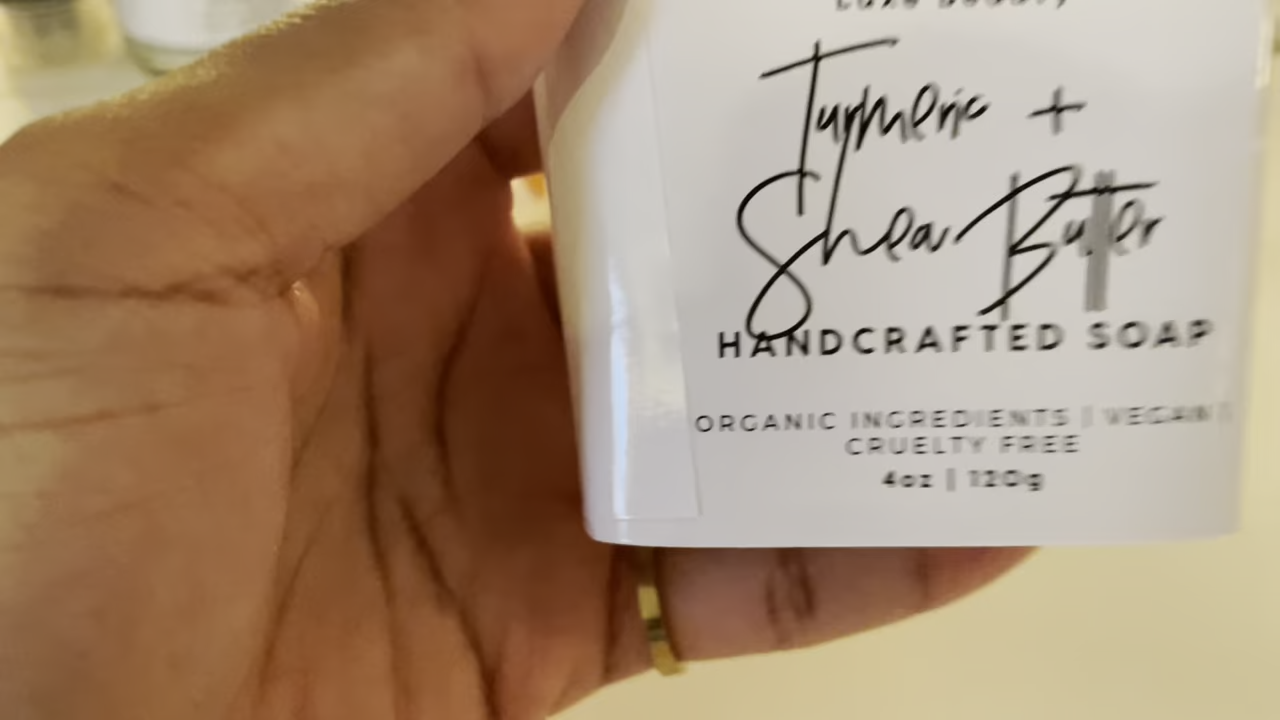 Turmeric +
Shea Butter
HANDCRAFTED SOAP
ORGANIC INGREDIENTS | VEGAN |
CRUELTY FREE
4oz | 120g